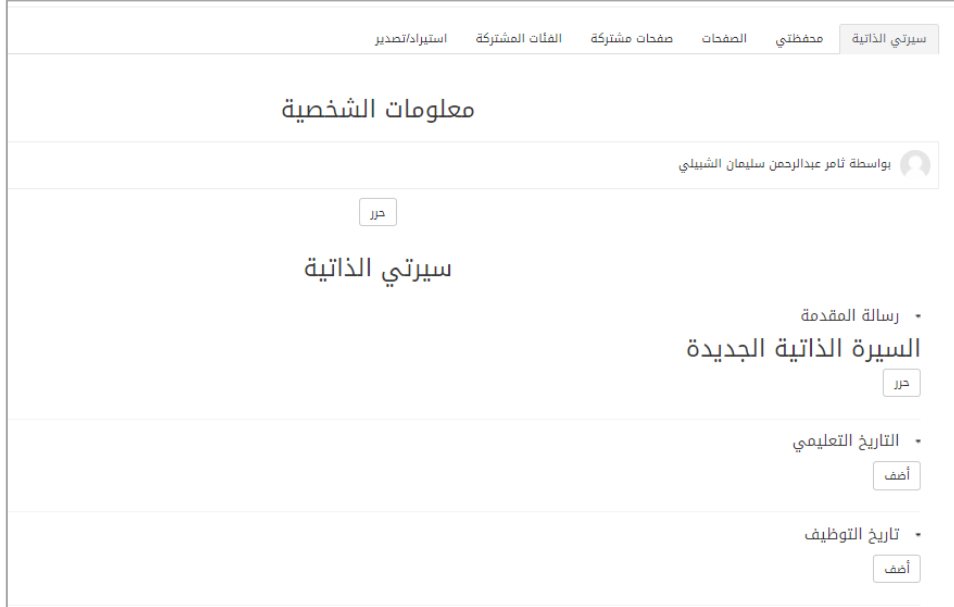 سيرتي الذاتية محفظتي الصفحات صفحات مشتركة الفئات المشتركة استيراد/تصدير
معلومات الشخصية
بواسطة ثامر عبدالرحمن سليمان الشبيلي
حرر
سيرتي الذاتية
رسالة المقدمة
السيرة الذاتية الجديدة
حرر
التاريخ التعليمي
أضف
تاريخ التوظيف
أضف